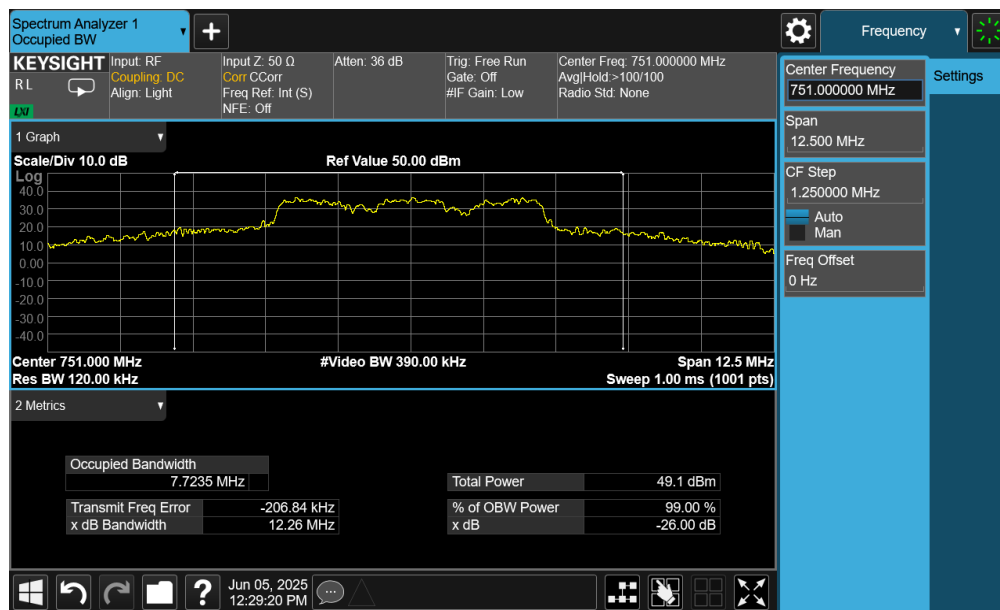 Spectrum Analyzer 1
Occupied BW
Frequency
KEYSIGHT
R L
LXI
Input: RF
Coupling: DC
Align: Light
Input Z: 50 Ω
Corr CCorr
Freq Ref: Int (S)
NFE: Off
Atten: 36 dB
Trig: Free Run
Gate: Off
#IF Gain: Low
Center Freq: 751.000000 MHz
Avg|Hold:>100/100
Radio Std: None
Center Frequency
751.000000 MHz
Settings
Span
12.500 MHz
CF Step
1.250000 MHz
Auto
Man
Freq Offset
0 Hz
1 Graph
Scale/Div 10.0 dB
Ref Value 50.00 dBm
Log
40.0
30.0
20.0
10.0
0.00
-10.0
-20.0
-30.0
-40.0
Center 751.000 MHz
#Video BW 390.00 kHz
Span 12.5 MHz
Res BW 120.00 kHz
Sweep 1.00 ms (1001 pts)
2 Metrics
Occupied Bandwidth
7.7235 MHz
Total Power 49.1 dBm
Transmit Freq Error -206.84 kHz
% of OBW Power 99.00 %
x dB Bandwidth 12.26 MHz
x dB -26.00 dB
?
Jun 05, 2025
12:29:20 PM